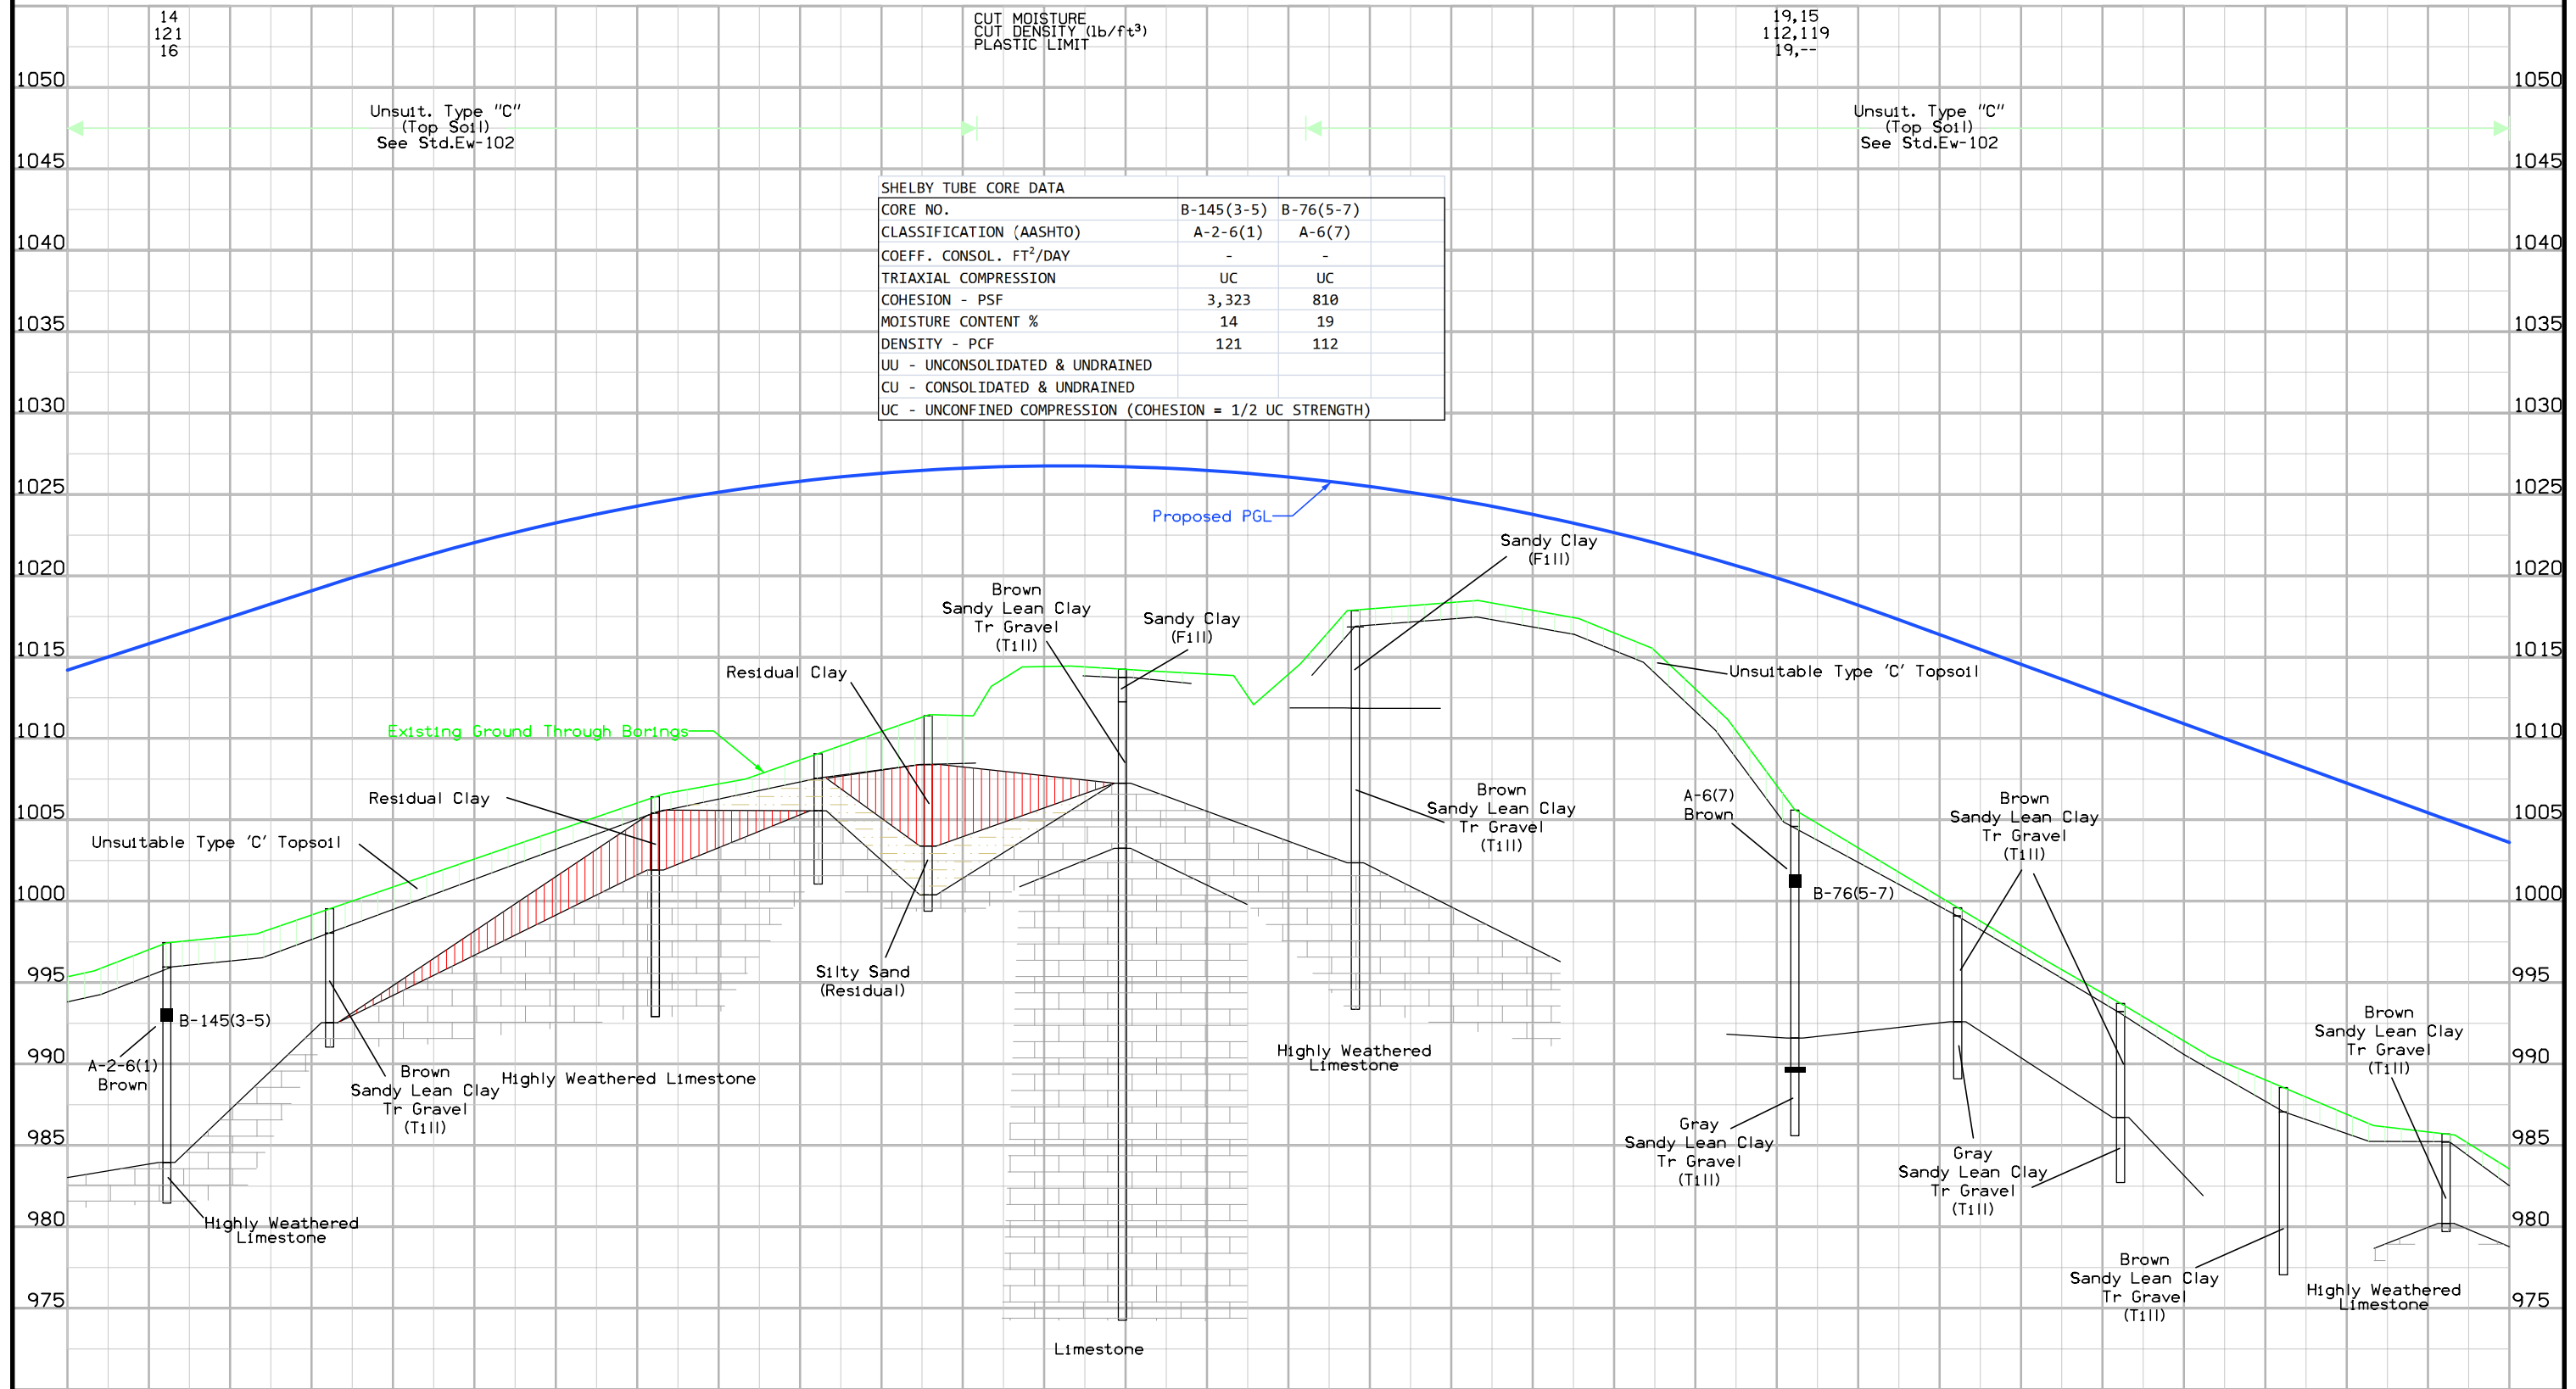 14
121
16
CUT MOISTURE
CUT DENSITY (lb/ft³)
PLASTIC LIMIT
19,15
112,119
19,--
1050
1050
Unsuit. Type "C"
(Top Soil)
See Std.Ew-102
Unsuit. Type "C"
(Top Soil)
See Std.Ew-102
1045
1045
SHELBY TUBE CORE DATA
CORE NO. B-145(3-5) B-76(5-7)
CLASSIFICATION (AASHTO) A-2-6(1) A-6(7)
COEFF. CONSOL. FT²/DAY - -
TRIAXIAL COMPRESSION UC UC
COHESION - PSF 3,323 810
MOISTURE CONTENT % 14 19
DENSITY - PCF 121 112
UU - UNCONSOLIDATED & UNDRAINED
CU - CONSOLIDATED & UNDRAINED
UC - UNCONFINED COMPRESSION (COHESION = 1/2 UC STRENGTH)
1040
1040
1035
1035
1030
1030
1025
1025
Proposed PGL
Sandy Clay
(Fill)
1020
1020
Brown
Sandy Lean Clay
Tr Gravel
(Till)
Sandy Clay
(Fill)
1015
1015
Residual Clay
Unsuitable Type 'C' Topsoil
1010
1010
Existing Ground Through Borings
Residual Clay
Brown
Sandy Lean Clay
Tr Gravel
(Till)
A-6(7)
Brown
Brown
Sandy Lean Clay
Tr Gravel
(Till)
1005
1005
Unsuitable Type 'C' Topsoil
B-76(5-7)
1000
1000
Silty Sand
(Residual)
995
995
B-145(3-5)
A-2-6(1)
Brown
Brown
Sandy Lean Clay
Tr Gravel
(Till)
Highly Weathered Limestone
Highly Weathered
Limestone
Brown
Sandy Lean Clay
Tr Gravel
(Till)
990
990
Gray
Sandy Lean Clay
Tr Gravel
(Till)
Gray
Sandy Lean Clay
Tr Gravel
(Till)
985
985
Highly Weathered
Limestone
980
980
Brown
Sandy Lean Clay
Tr Gravel
(Till)
Highly Weathered
Limestone
975
975
Limestone